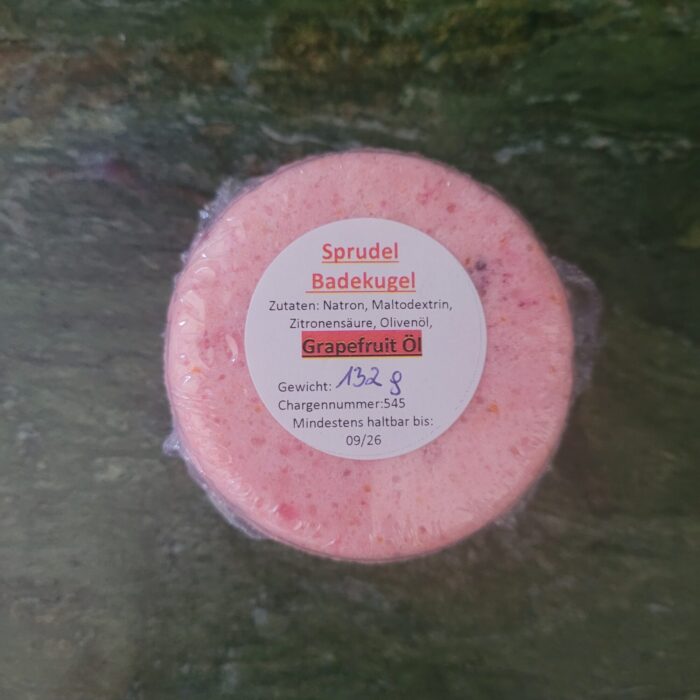 Sprudel
Badekugel
Zutaten: Natron, Maltodextrin,
Zitronensäure, Olivenöl,
Grapefruit Öl
Gewicht: 132 g
Chargennummer:545
Mindestens haltbar bis:
09/26